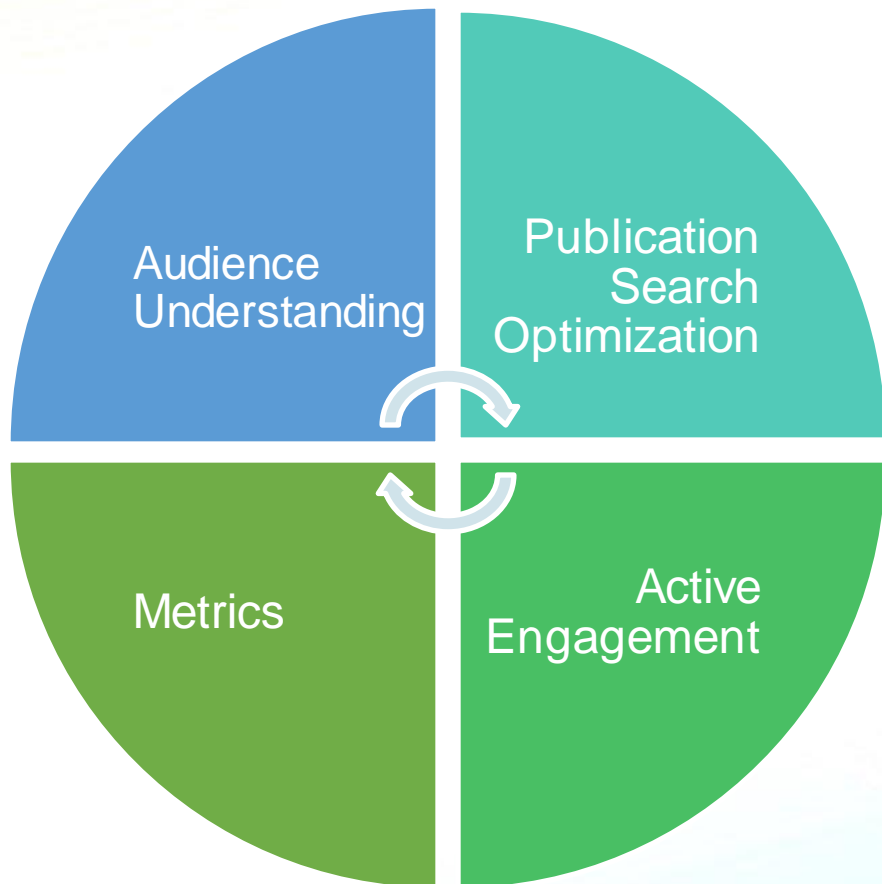 Audience
Understanding
Publication
Search
Optimization
Metrics
Active
Engagement